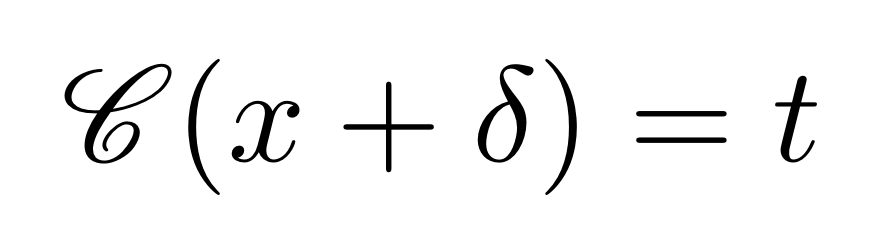 𝒞(x + δ) = t